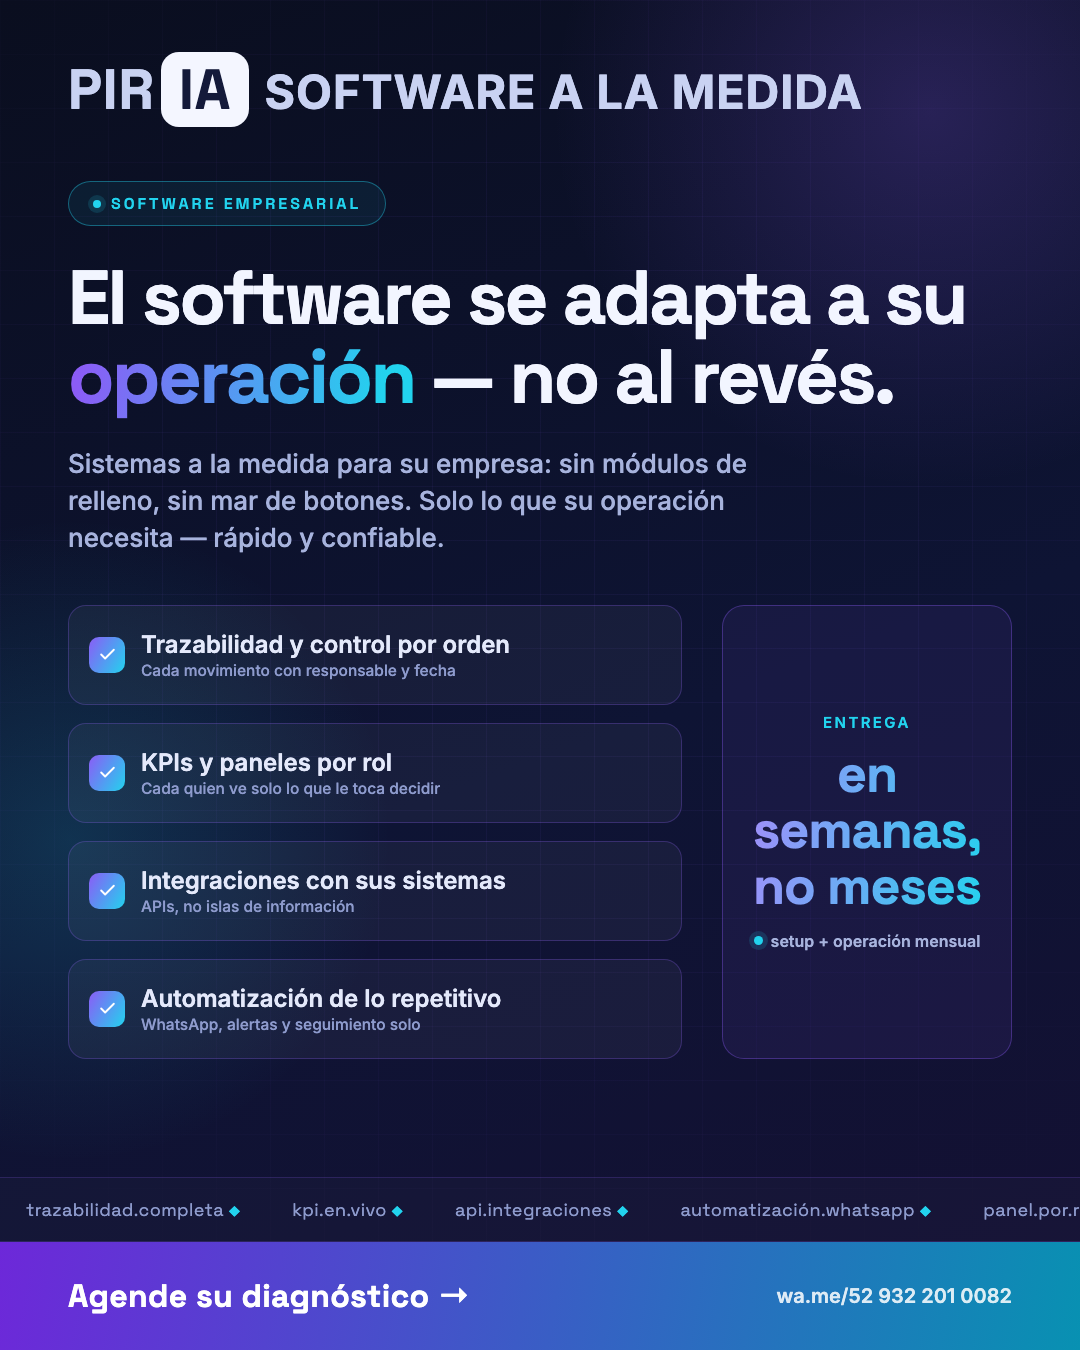 PIRIA SOFTWARE A LA MEDIDA
SOFTWARE EMPRESARIAL
El software se adapta a su
operación — no al revés.
Sistemas a la medida para su empresa: sin módulos de
relleno, sin mar de botones. Solo lo que su operación
necesita — rápido y confiable.
Trazabilidad y control por orden
Cada movimiento con responsable y fecha
KPIs y paneles por rol
Cada quien ve solo lo que le toca decidir
Integraciones con sus sistemas
APIs, no islas de información
Automatización de lo repetitivo
WhatsApp, alertas y seguimiento solo
ENTREGA
en
semanas,
no meses
setup + operación mensual
trazabilidad.completa ◆ kpi.en.vivo ◆ api.integraciones ◆ automatización.whatsapp ◆ panel.por.r
Agende su diagnóstico →
wa.me/52 932 201 0082